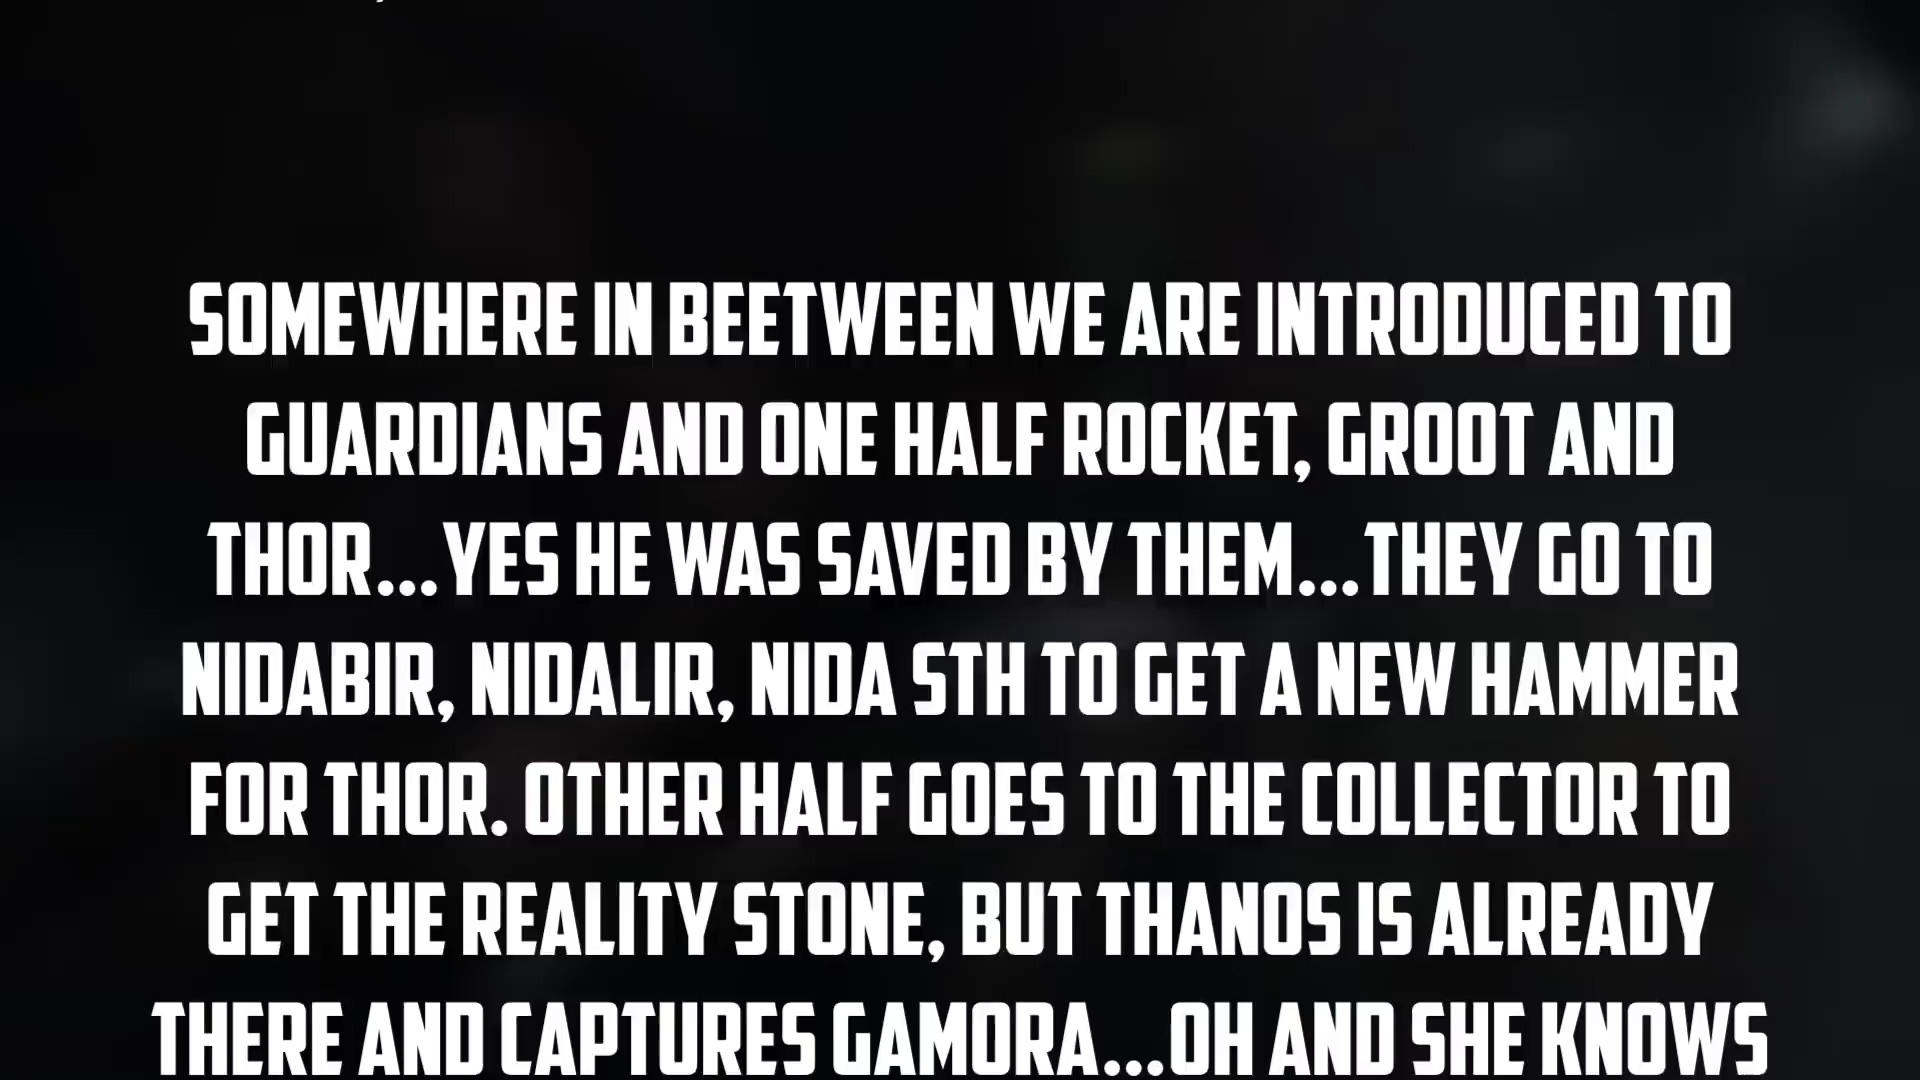 SOMEWHERE IN BEETWEEN WE ARE INTRODUCED TO
GUARDIANS AND ONE HALF ROCKET, GROOT AND
THOR...YES HE WAS SAVED BY THEM...THEY GO TO
NIDABIR, NIDALIR, NIDA STH TO GET A NEW HAMMER
FOR THOR. OTHER HALF GOES TO THE COLLECTOR TO
GET THE REALITY STONE, BUT THANOS IS ALREADY
THERE AND CAPTURES GAMORA...OH AND SHE KNOWS